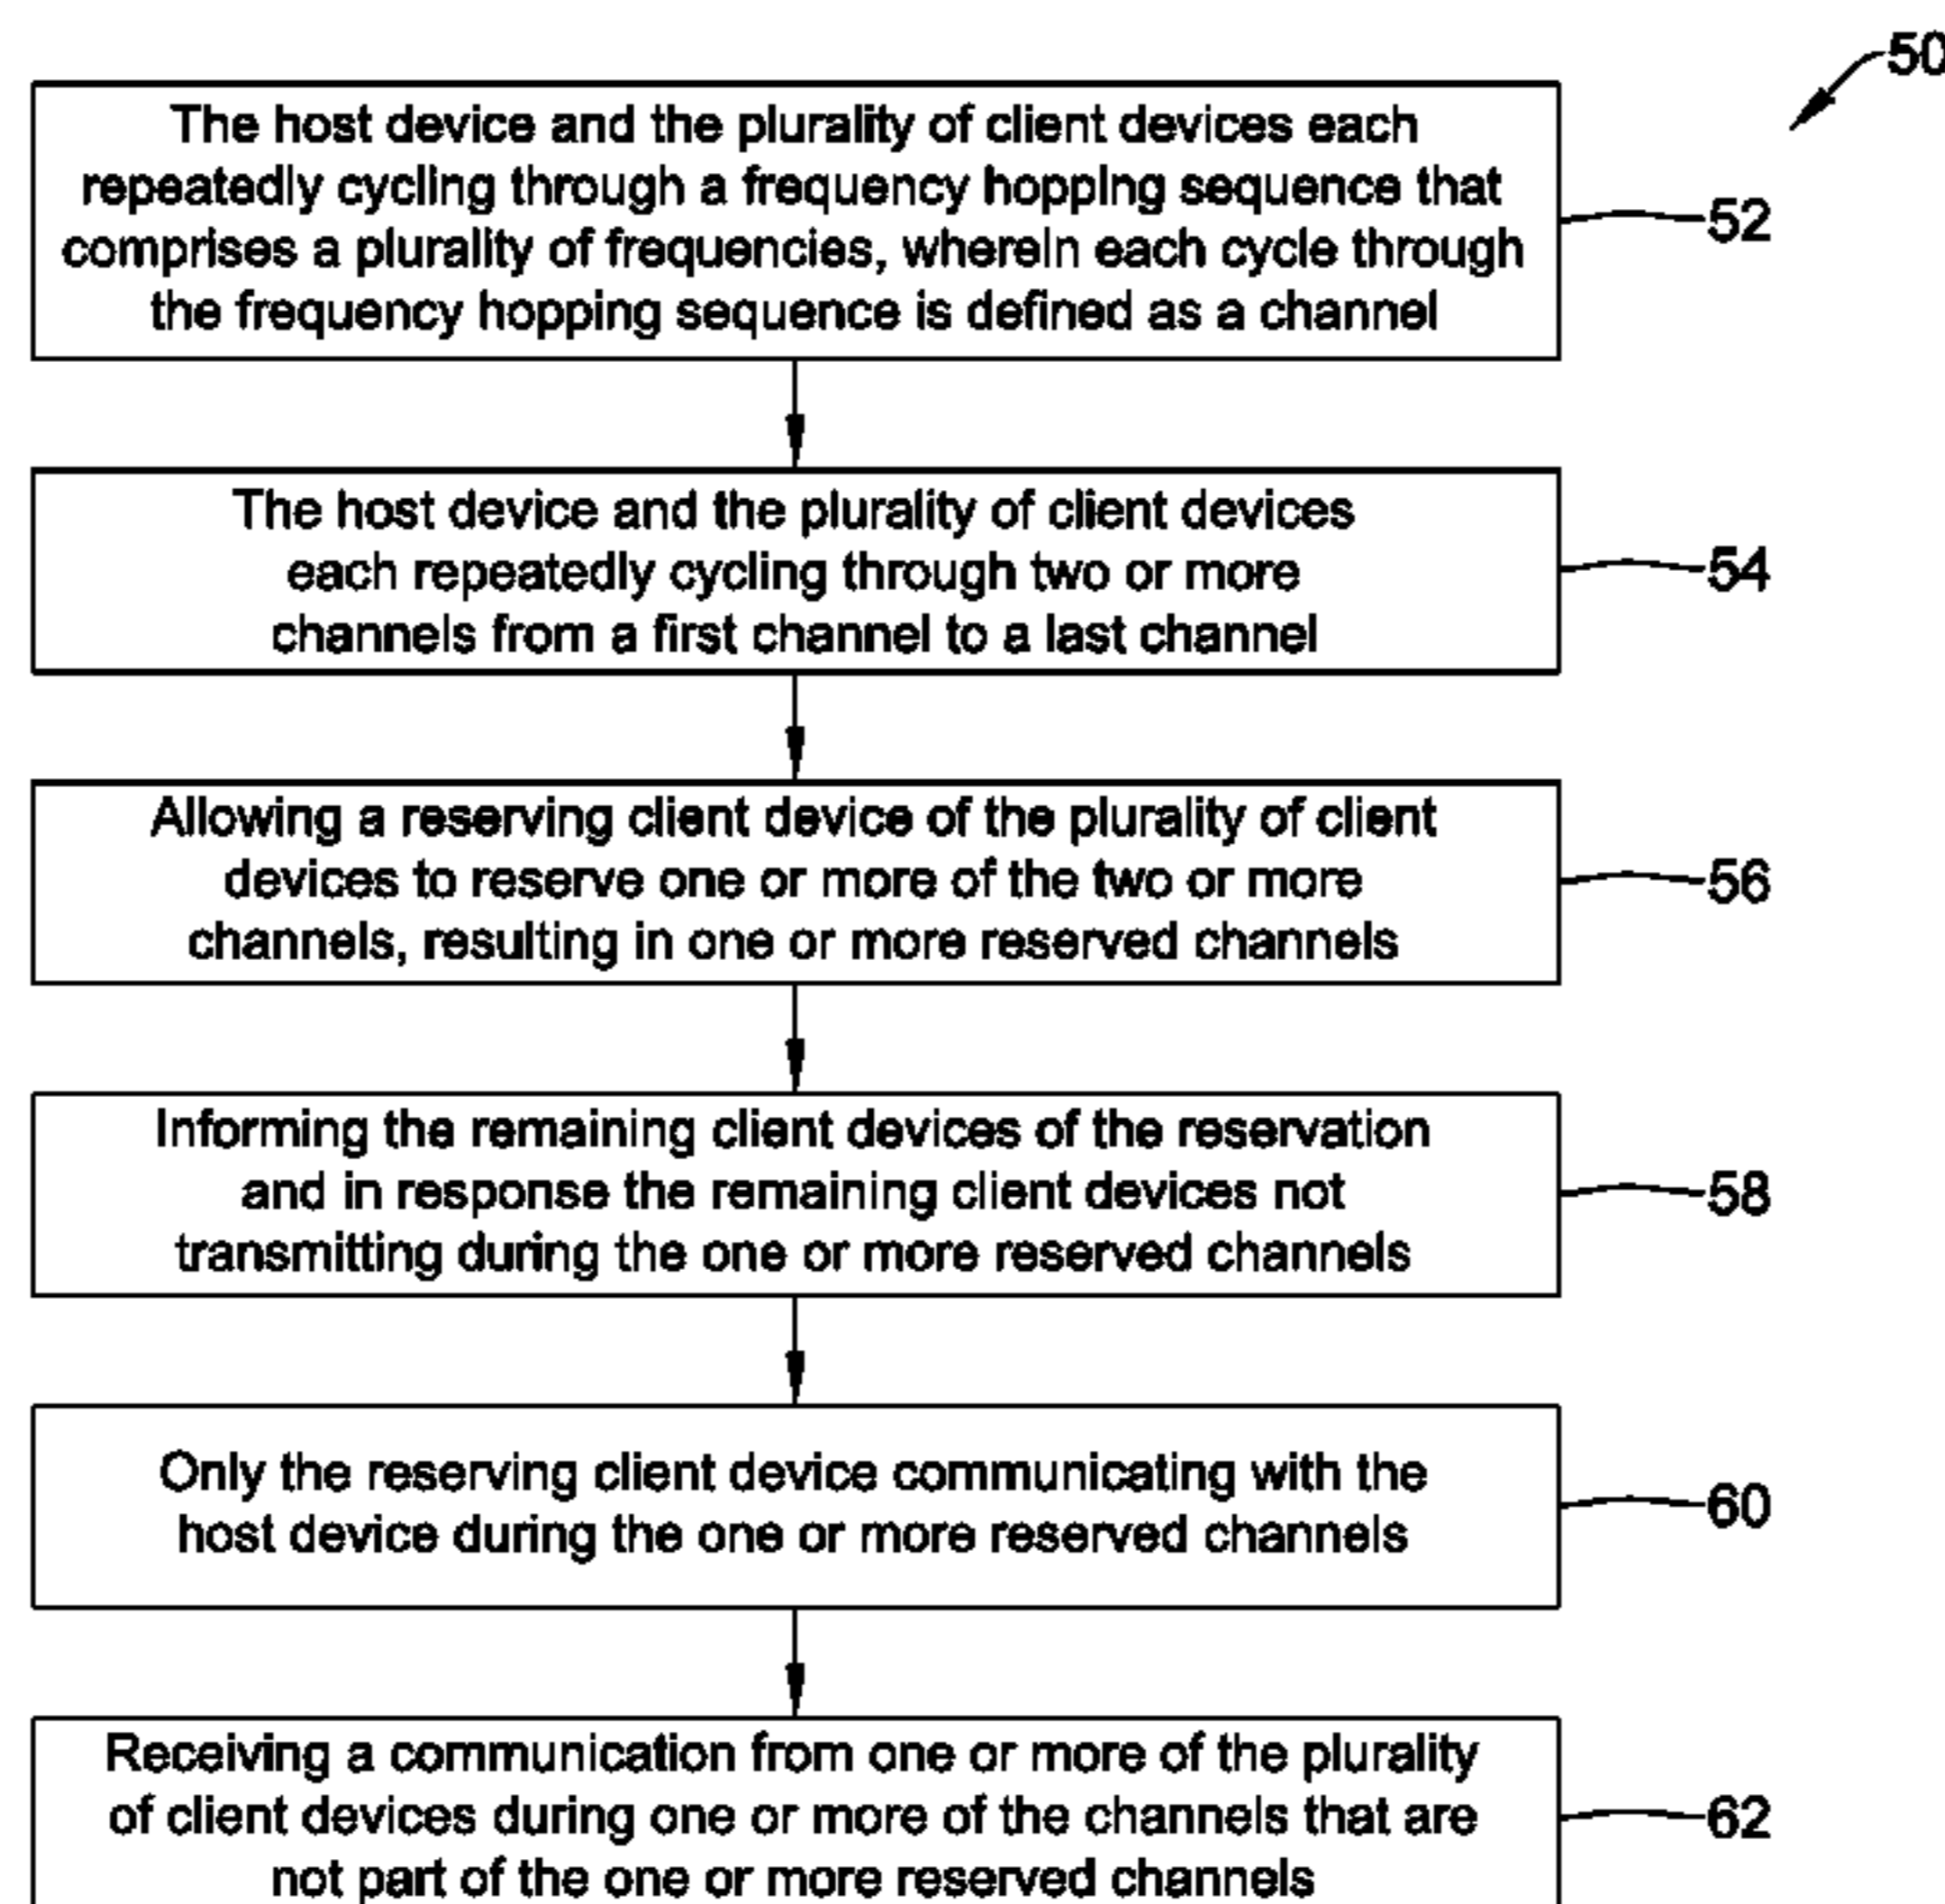 50
The host device and the plurality of client devices each
repeatedly cycling through a frequency hopping sequence that
comprises a plurality of frequencies, wherein each cycle through
the frequency hopping sequence is defined as a channel
52
The host device and the plurality of client devices
each repeatedly cycling through two or more
channels from a first channel to a last channel
54
Allowing a reserving client device of the plurality of client
devices to reserve one or more of the two or more
channels, resulting in one or more reserved channels
56
Informing the remaining client devices of the reservation
and in response the remaining client devices not
transmitting during the one or more reserved channels
58
Only the reserving client device communicating with the
host device during the one or more reserved channels
60
Receiving a communication from one or more of the plurality
of client devices during one or more of the channels that are
not part of the one or more reserved channels
62